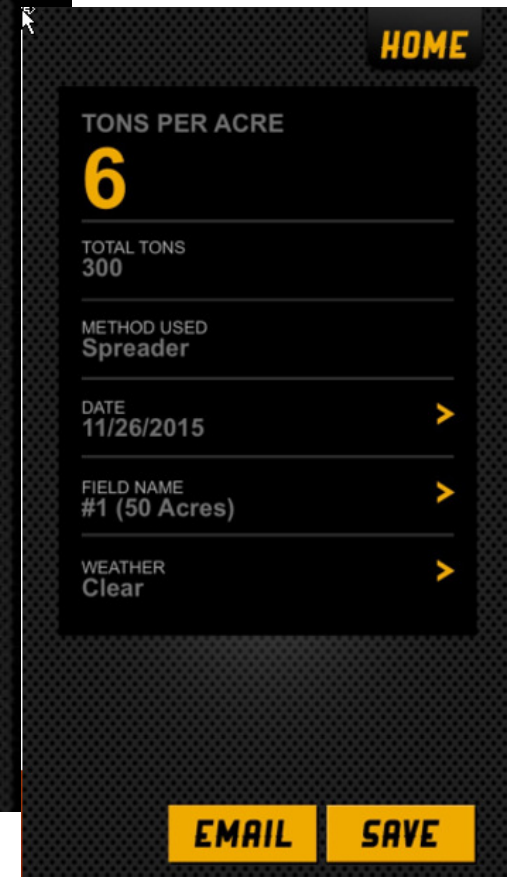 HOME
TONS PER ACRE
6
TOTAL TONS
300
METHOD USED
Spreader
DATE
11/26/2015
>
FIELD NAME
#1 (50 Acres)
>
WEATHER
Clear
>
EMAIL SAVE